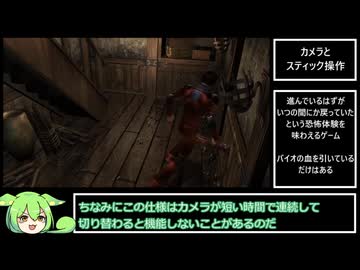 カメラと
スティック操作
進んでいるはずが
いつの間にか戻っていた
という恐怖体験を
味わえるゲーム
バイオの血を引いている
だけはある
ちなみにこの仕様はカメラが短い時間で連続して
切り替わると機能しないことがあるのだ